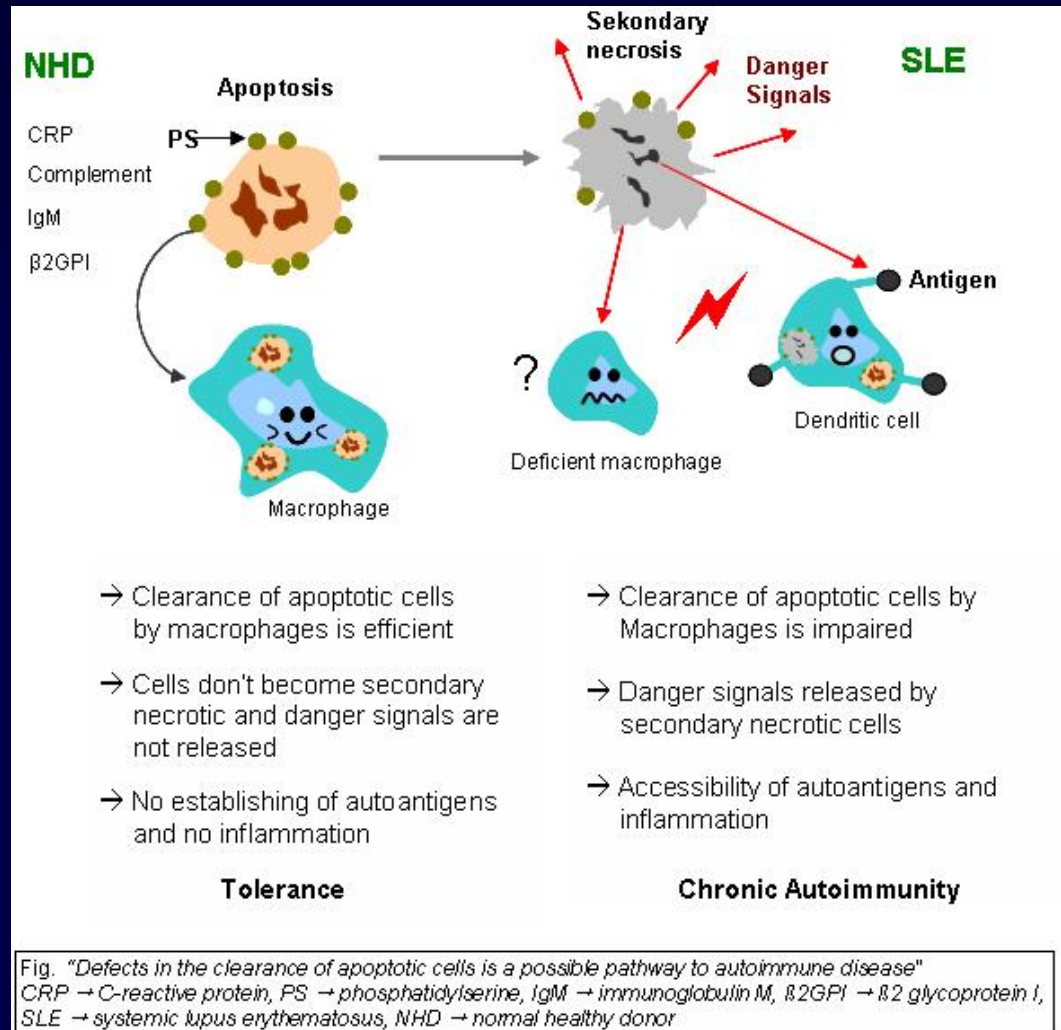 NHD
Apoptosis
CRP
PS
Complement
IgM
β2GPI
Macrophage
Sekondary
necrosis
SLE
Danger
Signals
Antigen
?
Deficient macrophage
Dendritic cell
→ Clearance of apoptotic cells
by macrophages is efficient
→ Cells don't become secondary
necrotic and danger signals are
not released
→ No establishing of autoantigens
and no inflammation
Tolerance
→ Clearance of apoptotic cells by
Macrophages is impaired
→ Danger signals released by
secondary necrotic cells
→ Accessibility of autoantigens and
inflammation
Chronic Autoimmunity
Fig. "Defects in the clearance of apoptotic cells is a possible pathway to autoimmune disease"
CRP → C-reactive protein, PS → phosphatidylserine, IgM → immunoglobulin M, ß2GPI → ß2 glycoprotein I,
SLE → systemic lupus erythematosus, NHD → normal healthy donor